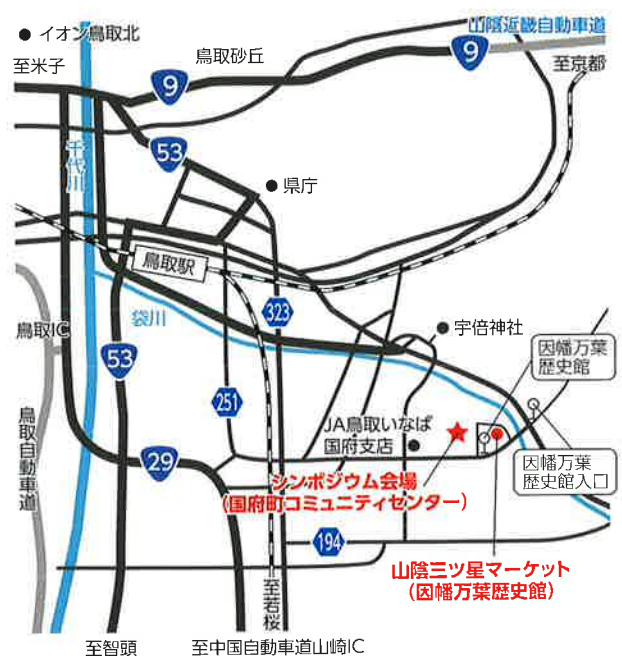 山陰近畿自動車道
イオン鳥取北
至米子
鳥取砂丘
9
9
至京都
53
千代川
県庁
鳥取駅
袋川
323
鳥取IC
宇倍神社
53
因幡万葉
歴史館
251
鳥取自動車道
JA鳥取いなば
国府支店
29
シンポジウム会場
(国府町コミュニティセンター)
因幡万葉
歴史館入口
194
山陰三ツ星マーケット
(因幡万葉歴史館)
至若桜
至智頭
至中国自動車道山崎IC